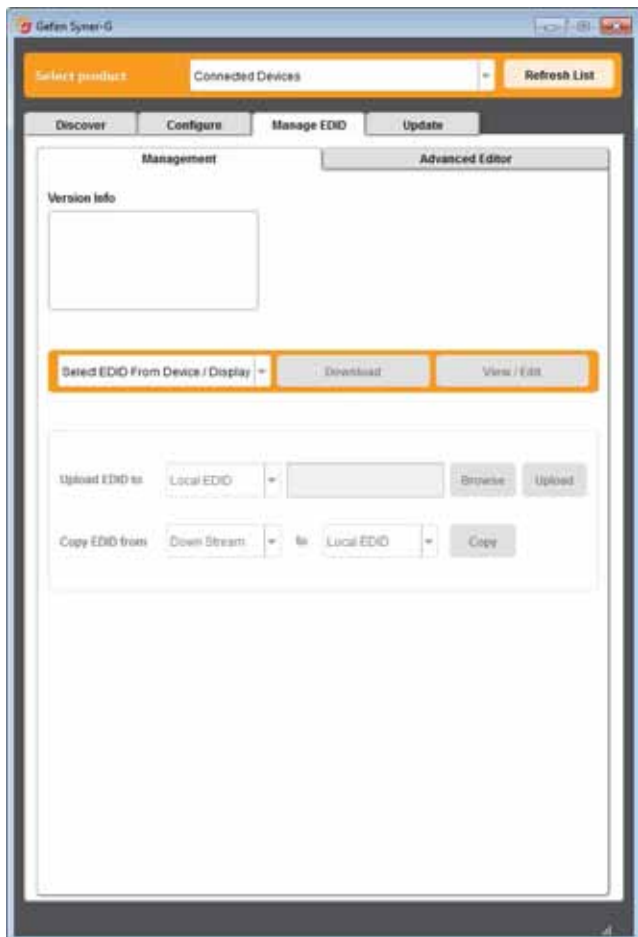 Gefen Syner-G
Select product Connected Devices Refresh List
Discover Configure Manage EDID Update
Management Advanced Editor
Version Info
Select EDID From Device / Display Download View / Edit
Upload EDID to Local EDID Browse Upload
Copy EDID from Down Stream to Local EDID Copy